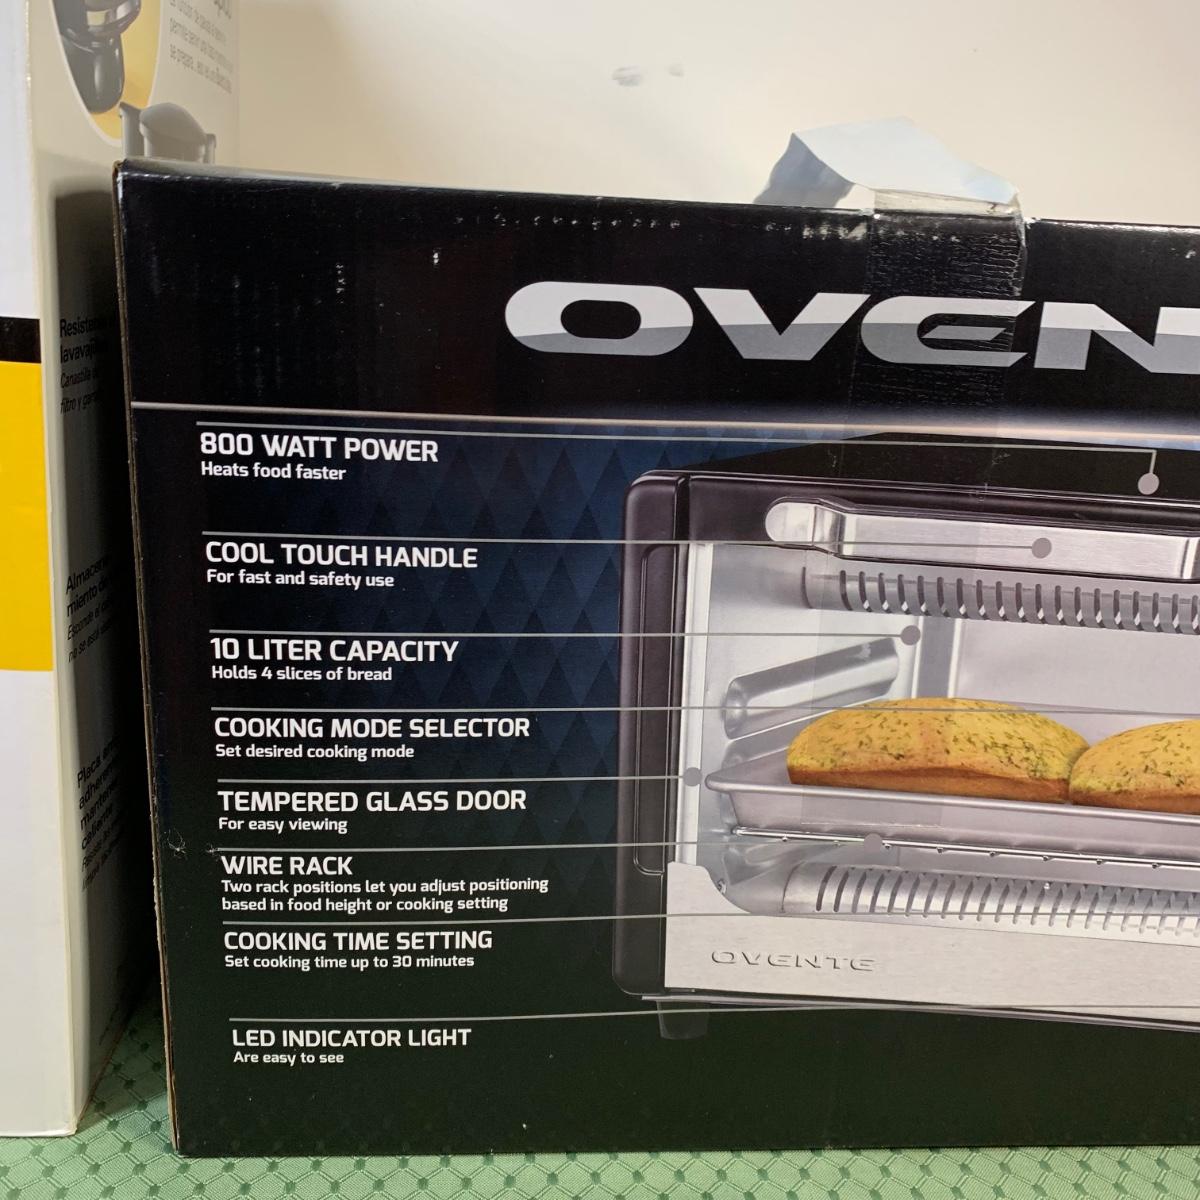 OVEN
800 WATT POWER
Heats food faster
COOL TOUCH HANDLE
For fast and safety use
10 LITER CAPACITY
Holds 4 slices of bread
COOKING MODE SELECTOR
Set desired cooking mode
TEMPERED GLASS DOOR
For easy viewing
WIRE RACK
Two rack positions let you adjust positioning
based in food height or cooking setting
COOKING TIME SETTING
Set cooking time up to 30 minutes
LED INDICATOR LIGHT
Are easy to see
OVENTE